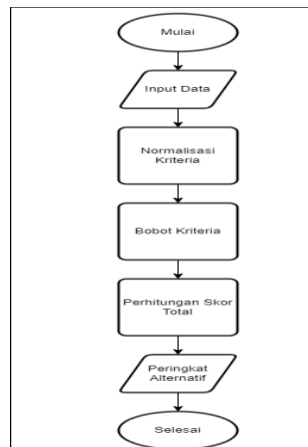 Mulai
Input Data
Normalisasi
Kriteria
Bobot Kriteria
Perhitungan Skor
Total
Peringkat
Alternatif
Selesai